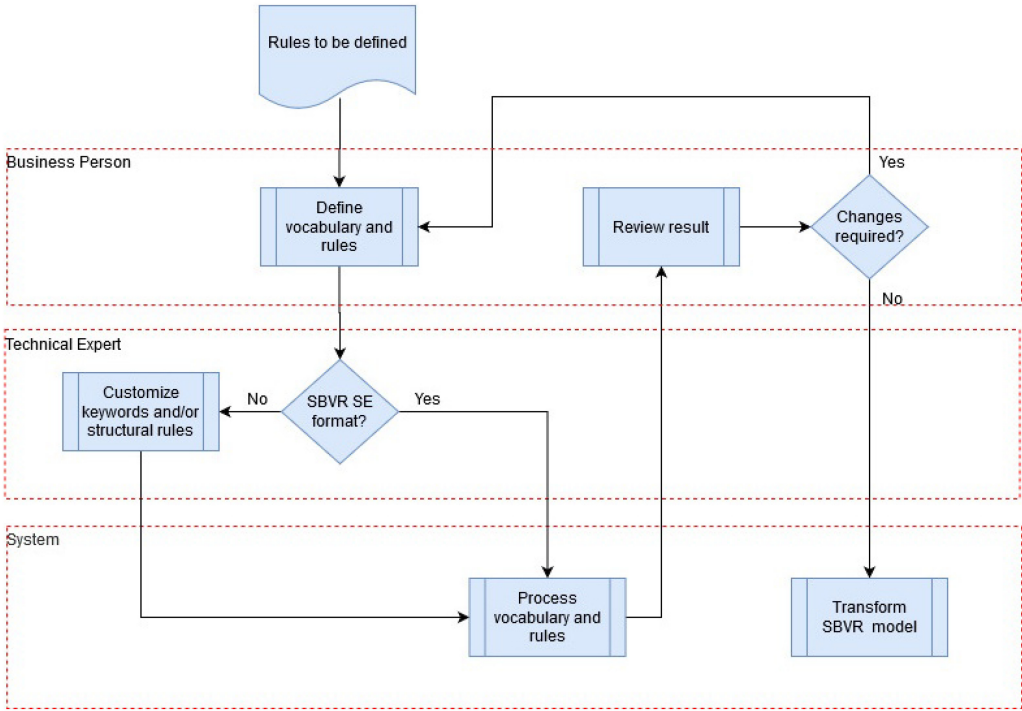 Rules to be defined
Business Person
Yes
Define
vocabulary and
rules
Review result
Changes
required?
No
Technical Expert
Customize
keywords and/or
structural rules
No
SBVR SE
format?
Yes
System
Process
vocabulary and
rules
Transform
SBVR model